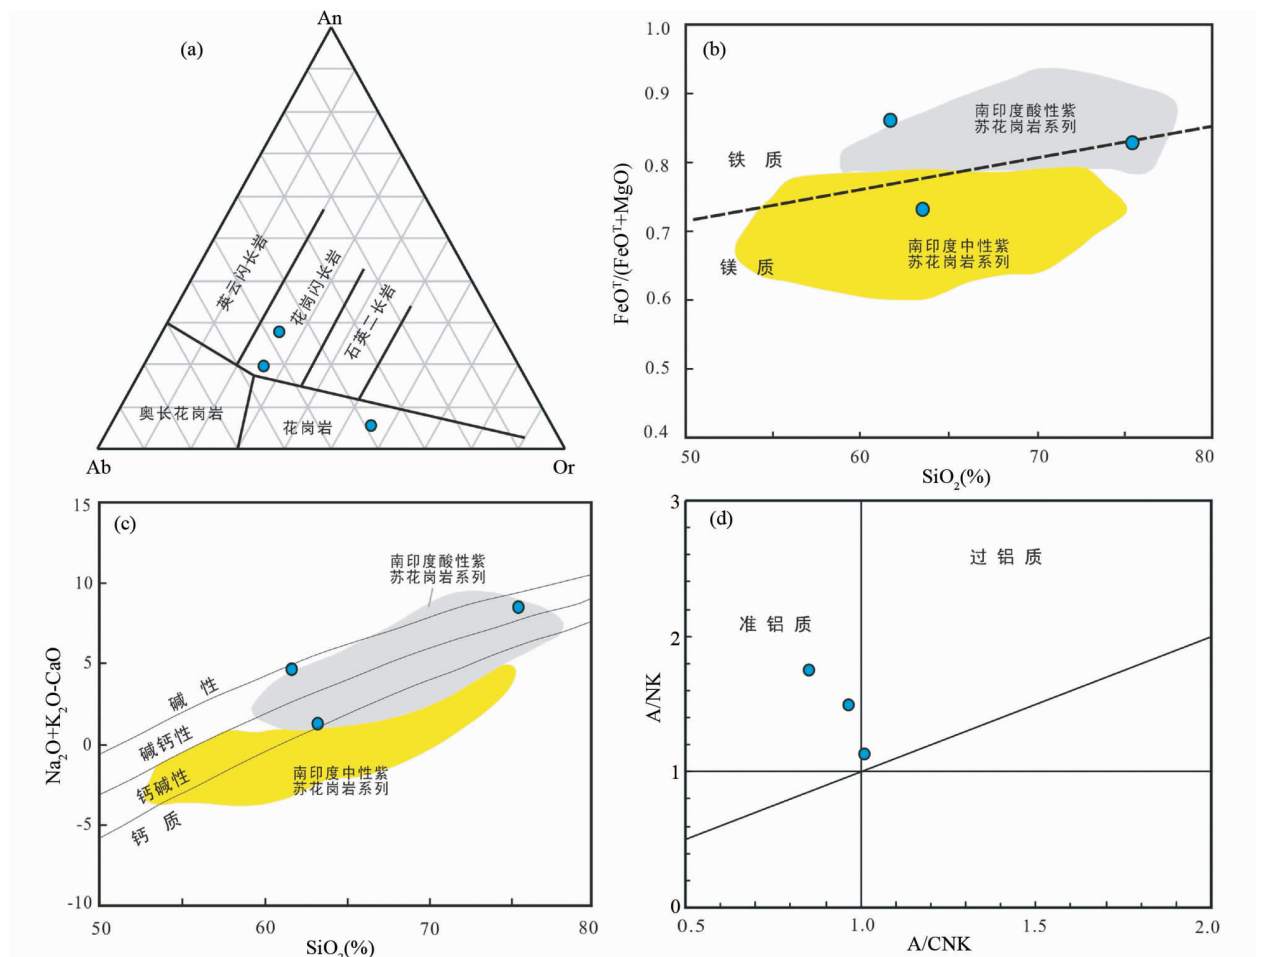 (a)
An
英云闪长岩
花岗闪长岩
石英二长岩
奥长花岗岩
花岗岩
Ab
Or
(b)
1.0
0.9
0.8
0.7
0.6
0.5
0.4
FeOᵀ/(FeOᵀ+MgO)
南印度酸性紫
苏花岗岩系列
铁 质
南印度中性紫
苏花岗岩系列
镁 质
50
60
70
80
SiO₂(%)
(c)
15
10
5
0
-5
-10
Na₂O+K₂O-CaO
南印度酸性紫
苏花岗岩系列
碱 性
碱钙性
钙碱性
钙 质
南印度中性紫
苏花岗岩系列
50
60
70
80
SiO₂(%)
(d)
3
2
1
0
A/NK
过 铝 质
准 铝 质
0.5
1.0
1.5
2.0
A/CNK